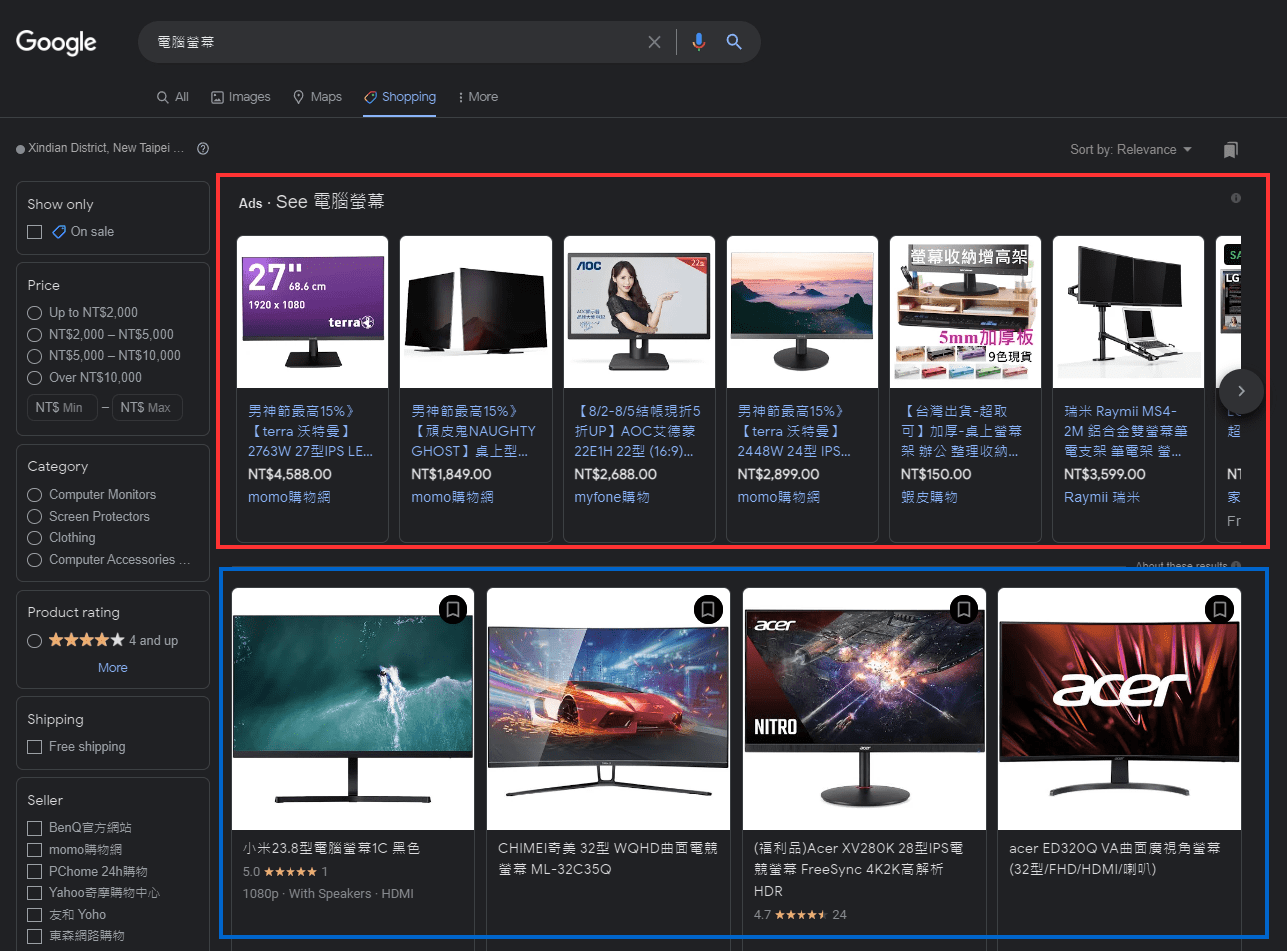 Google
電腦螢幕
All
Images
Maps
Shopping
More
Xindian District, New Taipei ...
Sort by: Relevance
Show only
On sale
Price
Up to NT$2,000
NT$2,000 – NT$5,000
NT$5,000 – NT$10,000
Over NT$10,000
NT$ Min – NT$ Max
Category
Computer Monitors
Screen Protectors
Clothing
Computer Accessories ...
Product rating
4 and up
More
Shipping
Free shipping
Seller
BenQ官方網站
momo購物網
PChome 24h購物
Yahoo奇摩購物中心
友和 Yoho
東森網路購物
Ads · See 電腦螢幕
27"
68.6 cm
1920 x 1080
terra
男神節最高15%》
【terra 沃特曼】
2763W 27型IPS LE...
NT$4,588.00
momo購物網
男神節最高15%》
【頑皮鬼NAUGHTY
GHOST】桌上型...
NT$1,849.00
momo購物網
AOC
22型
【8/2-8/5結帳現折5
折UP】AOC艾德蒙
22E1H 22型 (16:9)...
NT$2,688.00
myfone購物
男神節最高15%》
【terra 沃特曼】
2448W 24型 IPS...
NT$2,899.00
momo購物網
螢幕收納增高架
5mm加厚板
9色現貨
【台灣出貨-超取
可】加厚-桌上螢幕
架 辦公 整理收納...
NT$150.00
蝦皮購物
瑞米 Raymii MS4-
2M 鋁合金雙螢幕筆
電支架 筆電架 螢...
NT$3,599.00
Raymii 瑞米
SA
LG
超
NT
家
Fr
About these results
小米23.8型電腦螢幕1C 黑色
5.0 ★★★★★ 1
1080p · With Speakers · HDMI
CHIMEI奇美 32型 WQHD曲面電競
螢幕 ML-32C35Q
acer
NITRO
acer
(福利品)Acer XV280K 28型IPS電
競螢幕 FreeSync 4K2K高解析
HDR
4.7 ★★★★★ 24
acer
acer ED320Q VA曲面廣視角螢幕
(32型/FHD/HDMI/喇叭)